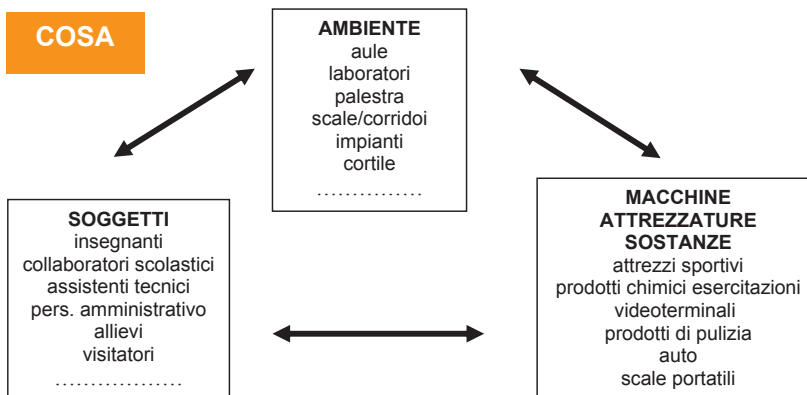 COSA
AMBIENTE
aule
laboratori
palestra
scale/corridoi
impianti
cortile
……………
SOGGETTI
insegnanti
collaboratori scolastici
assistenti tecnici
pers. amministrativo
allievi
visitatori
………………
MACCHINE
ATTREZZATURE
SOSTANZE
attrezzi sportivi
prodotti chimici esercitazioni
videoterminali
prodotti di pulizia
auto
scale portatili